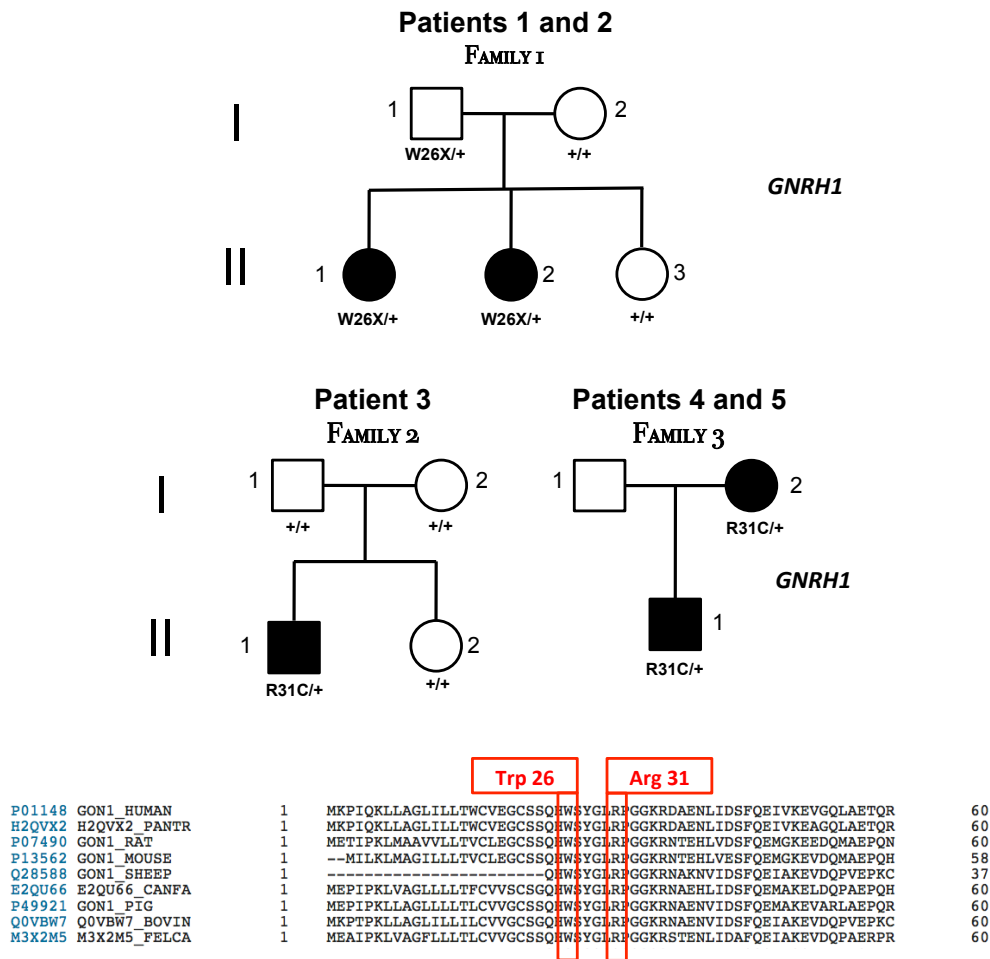 Patients 1 and 2
FAMILY I
I
1
2
W26X/+
+/+
GNRH1
II
1
2
3
W26X/+
W26X/+
+/+
Patient 3
Patients 4 and 5
FAMILY 2
FAMILY 3
I
1
2
1
2
+/+
+/+
R31C/+
GNRH1
II
1
2
1
R31C/+
+/+
R31C/+
Trp 26
Arg 31
P01148 GON1_HUMAN 1 MKPIQKLLAGLILLTWCVEGCSSQHWSYGLRPGGKRDAENLIDSFQEIVKEVGQLAETQR 60
H2QVX2 H2QVX2_PANTR 1 MKPIQKLLAGLILLTWCVEGCSSQHWSYGLRPGGKRDAENLIDSFQEIVKEAGQLAETQR 60
P07490 GON1_RAT 1 METIPKLMAAVVLLTVCLEGCSSQHWSYGLRPGGKRNTEHLVESFQEMGKEEDQMAEPQN 60
P13562 GON1_MOUSE 1 --MILKLMAGILLLTVCLEGCSSQHWSYGLRPGGKRNTEHLVESFQEMGKEVDQMAEPQH 58
Q28588 GON1_SHEEP 1 -----------------------QHWSYGLRPGGKRNAKNVIDSFQEIAKEVDQPVEPKC 37
E2QU66 E2QU66_CANFA 1 MEPIPKLVAGLLLLTFCVVSCSSQHWSYGLRPGGKRNAEHLIDSFQEMAKELDQPAEPQH 60
P49921 GON1_PIG 1 MEPIPKLLAGLLLLTLCVVGCSSQHWSYGLRPGGKRNAENVIDSFQEMAKEVARLAEPQR 60
Q0VBW7 Q0VBW7_BOVIN 1 MKPTPKLLIGLILLILCVVGCSGQHWSYGLRPGGKRNAENVIDSFQEIAKEVDQPVEPKC 60
M3X2M5 M3X2M5_FELCA 1 MEAIPKLVAGFLLLTLCVVGCSSQHWSYGLRPGGKRSTENLIDAFQEIAKEVDQPAERPR 60